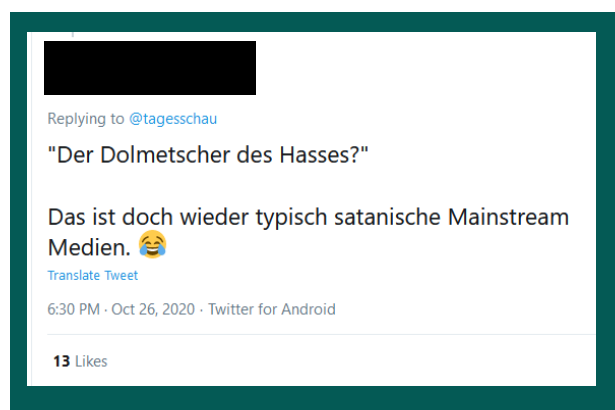 Replying to @tagesschau
"Der Dolmetscher des Hasses?"
Das ist doch wieder typisch satanische Mainstream
Medien. 😂
Translate Tweet
6:30 PM · Oct 26, 2020 · Twitter for Android
13 Likes